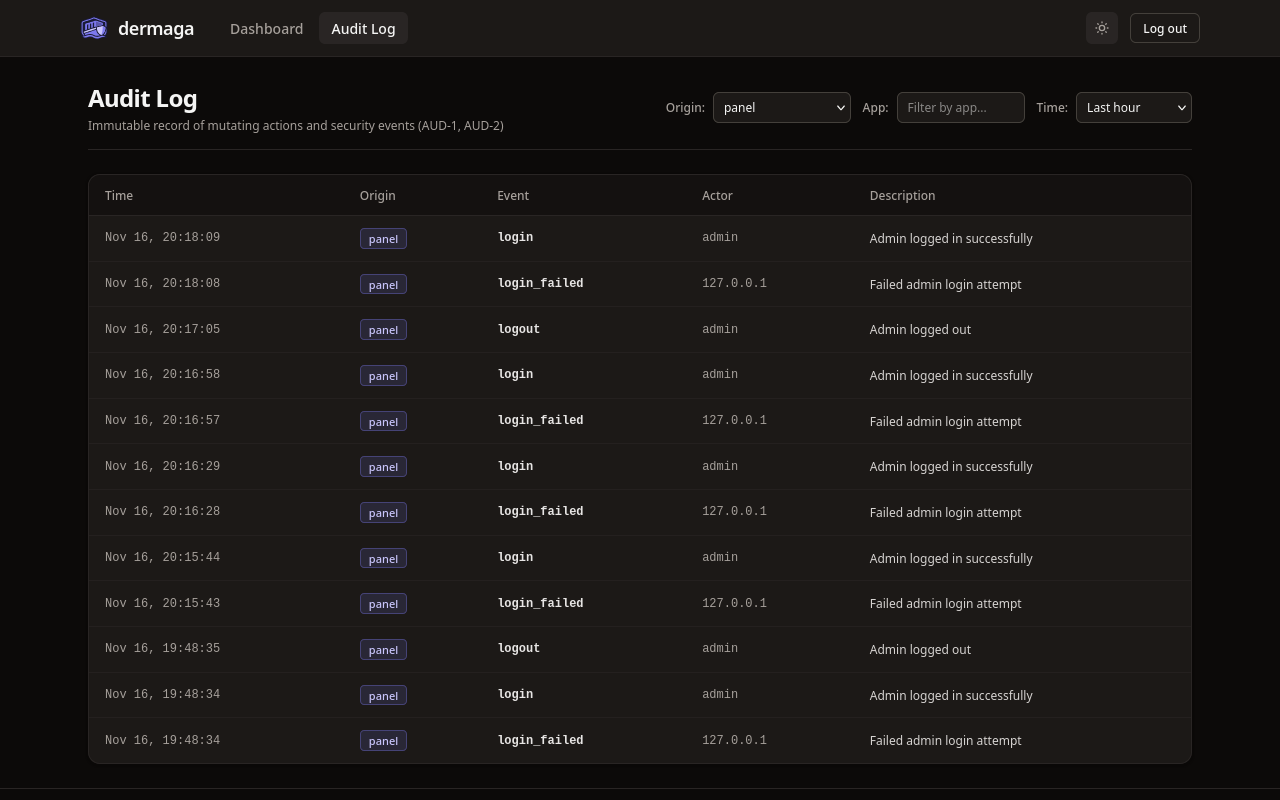 dermaga Dashboard Audit Log Log out
Audit Log
Immutable record of mutating actions and security events (AUD-1, AUD-2)
Origin: panel App: Filter by app... Time: Last hour
Time Origin Event Actor Description
Nov 16, 20:18:09 panel login admin Admin logged in successfully
Nov 16, 20:18:08 panel login_failed 127.0.0.1 Failed admin login attempt
Nov 16, 20:17:05 panel logout admin Admin logged out
Nov 16, 20:16:58 panel login admin Admin logged in successfully
Nov 16, 20:16:57 panel login_failed 127.0.0.1 Failed admin login attempt
Nov 16, 20:16:29 panel login admin Admin logged in successfully
Nov 16, 20:16:28 panel login_failed 127.0.0.1 Failed admin login attempt
Nov 16, 20:15:44 panel login admin Admin logged in successfully
Nov 16, 20:15:43 panel login_failed 127.0.0.1 Failed admin login attempt
Nov 16, 19:48:35 panel logout admin Admin logged out
Nov 16, 19:48:34 panel login admin Admin logged in successfully
Nov 16, 19:48:34 panel login_failed 127.0.0.1 Failed admin login attempt